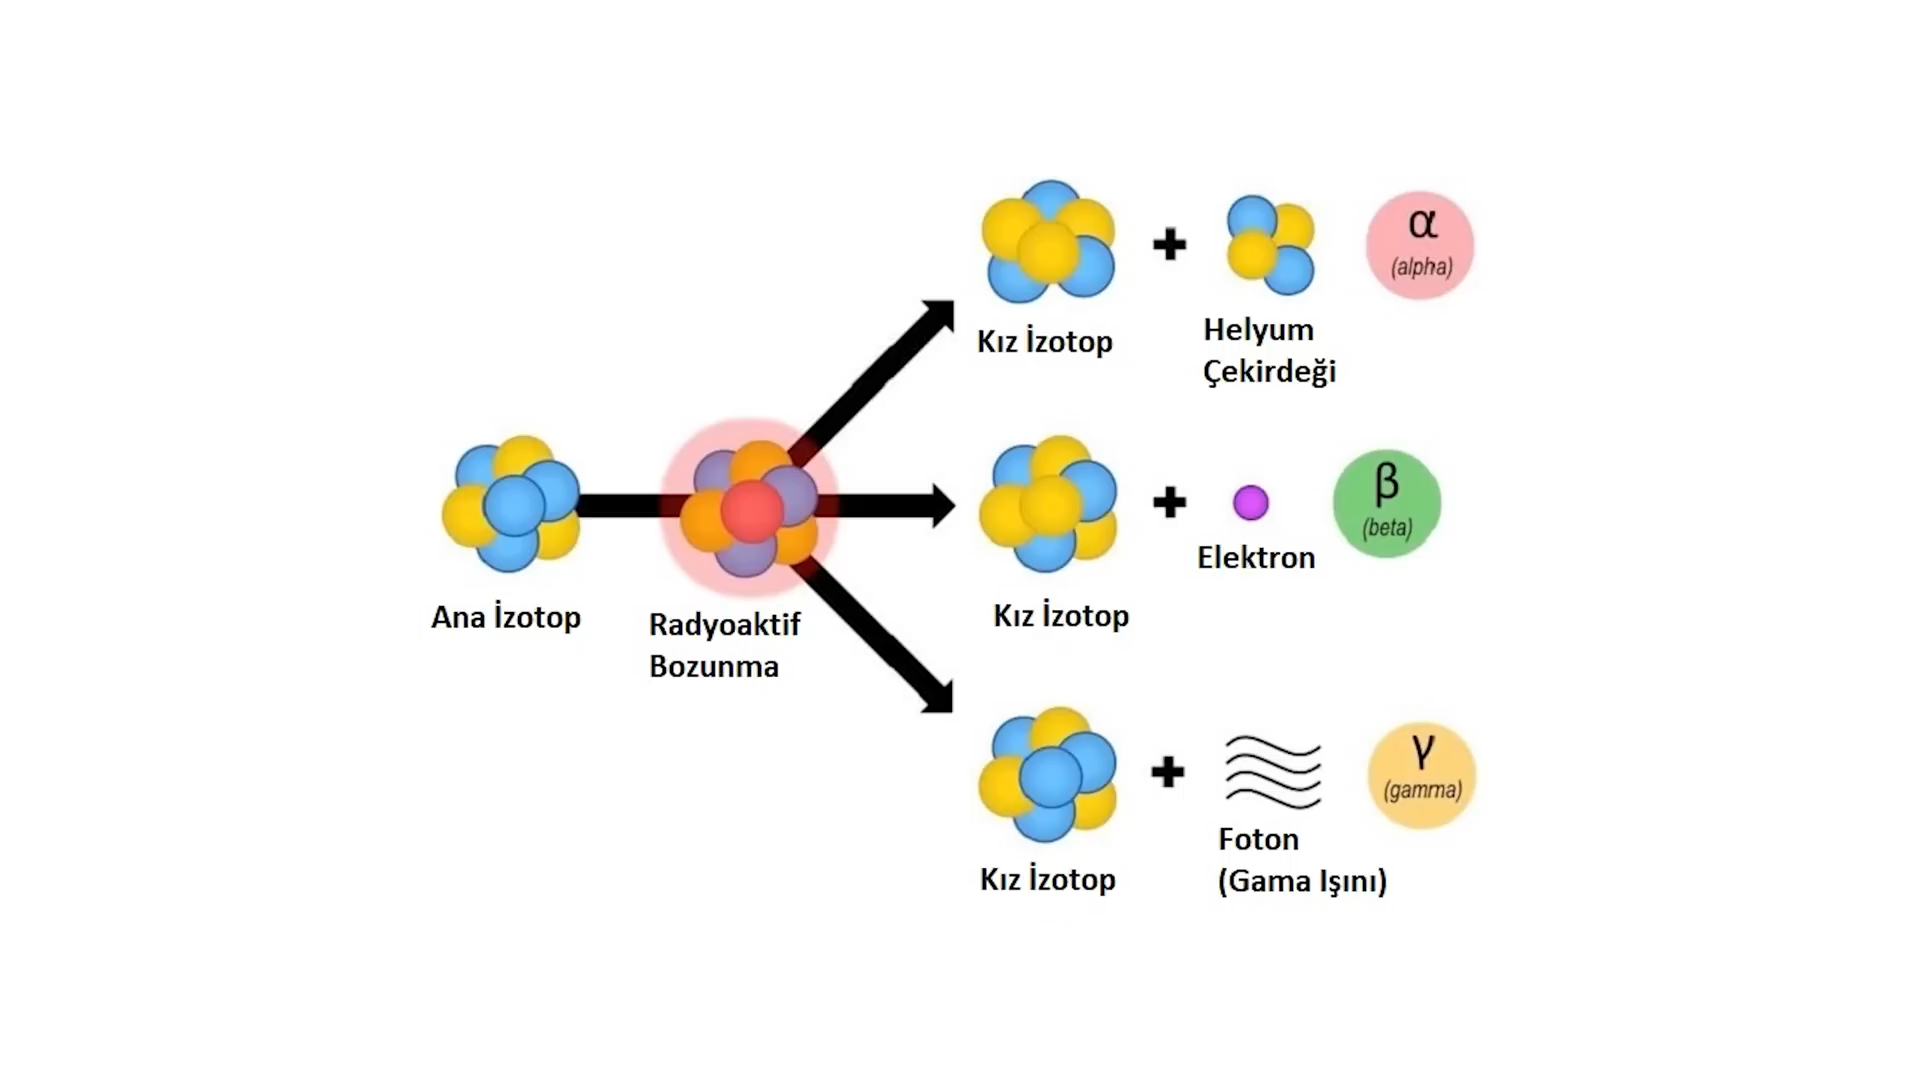 α
(alpha)
Kız İzotop
Helyum
Çekirdeği
β
(beta)
Elektron
Ana İzotop
Radyoaktif
Bozunma
Kız İzotop
γ
(gamma)
Foton
(Gama Işını)
Kız İzotop